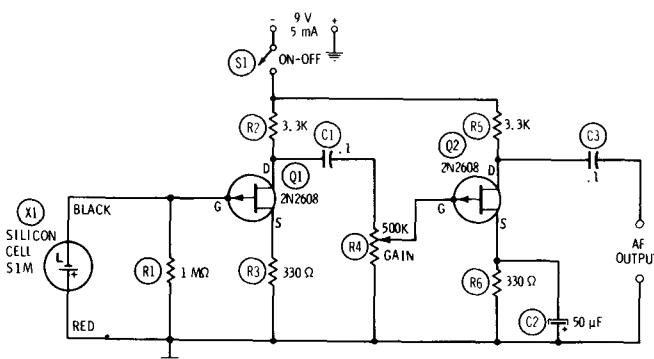 9 V
- 5 mA +
S1 ON-OFF
R2 3.3K
C1 .1
R5 3.3K
Q2
2N2608
C3
.1
D
Q1
2N2608
D
G
S
G
S
X1
SILICON
CELL
S1M
BLACK
L
+
RED
R1 1 MΩ
R3 330 Ω
500K
R4
GAIN
R6 330 Ω
C2 50 µF
+
AF
OUTPUT